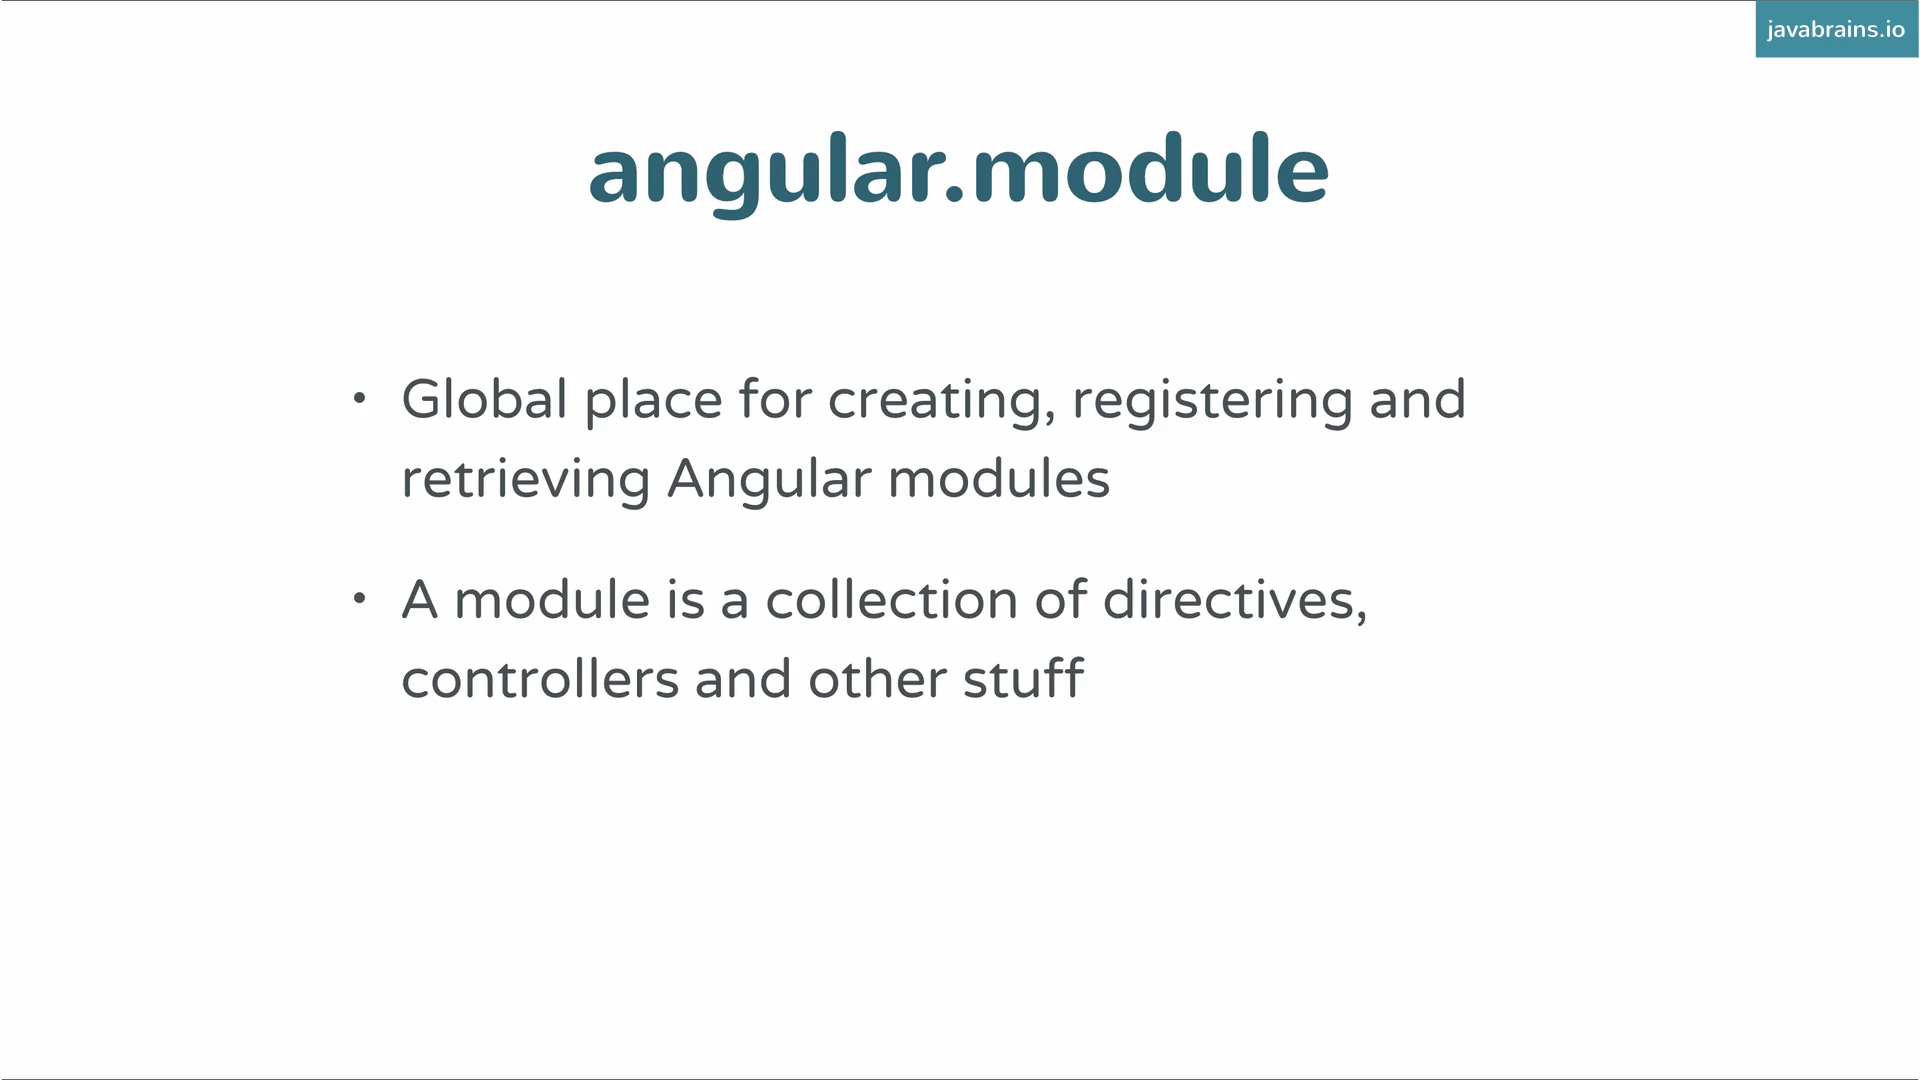 javabrains.io
angular.module
• Global place for creating, registering and
retrieving Angular modules
• A module is a collection of directives,
controllers and other stuff